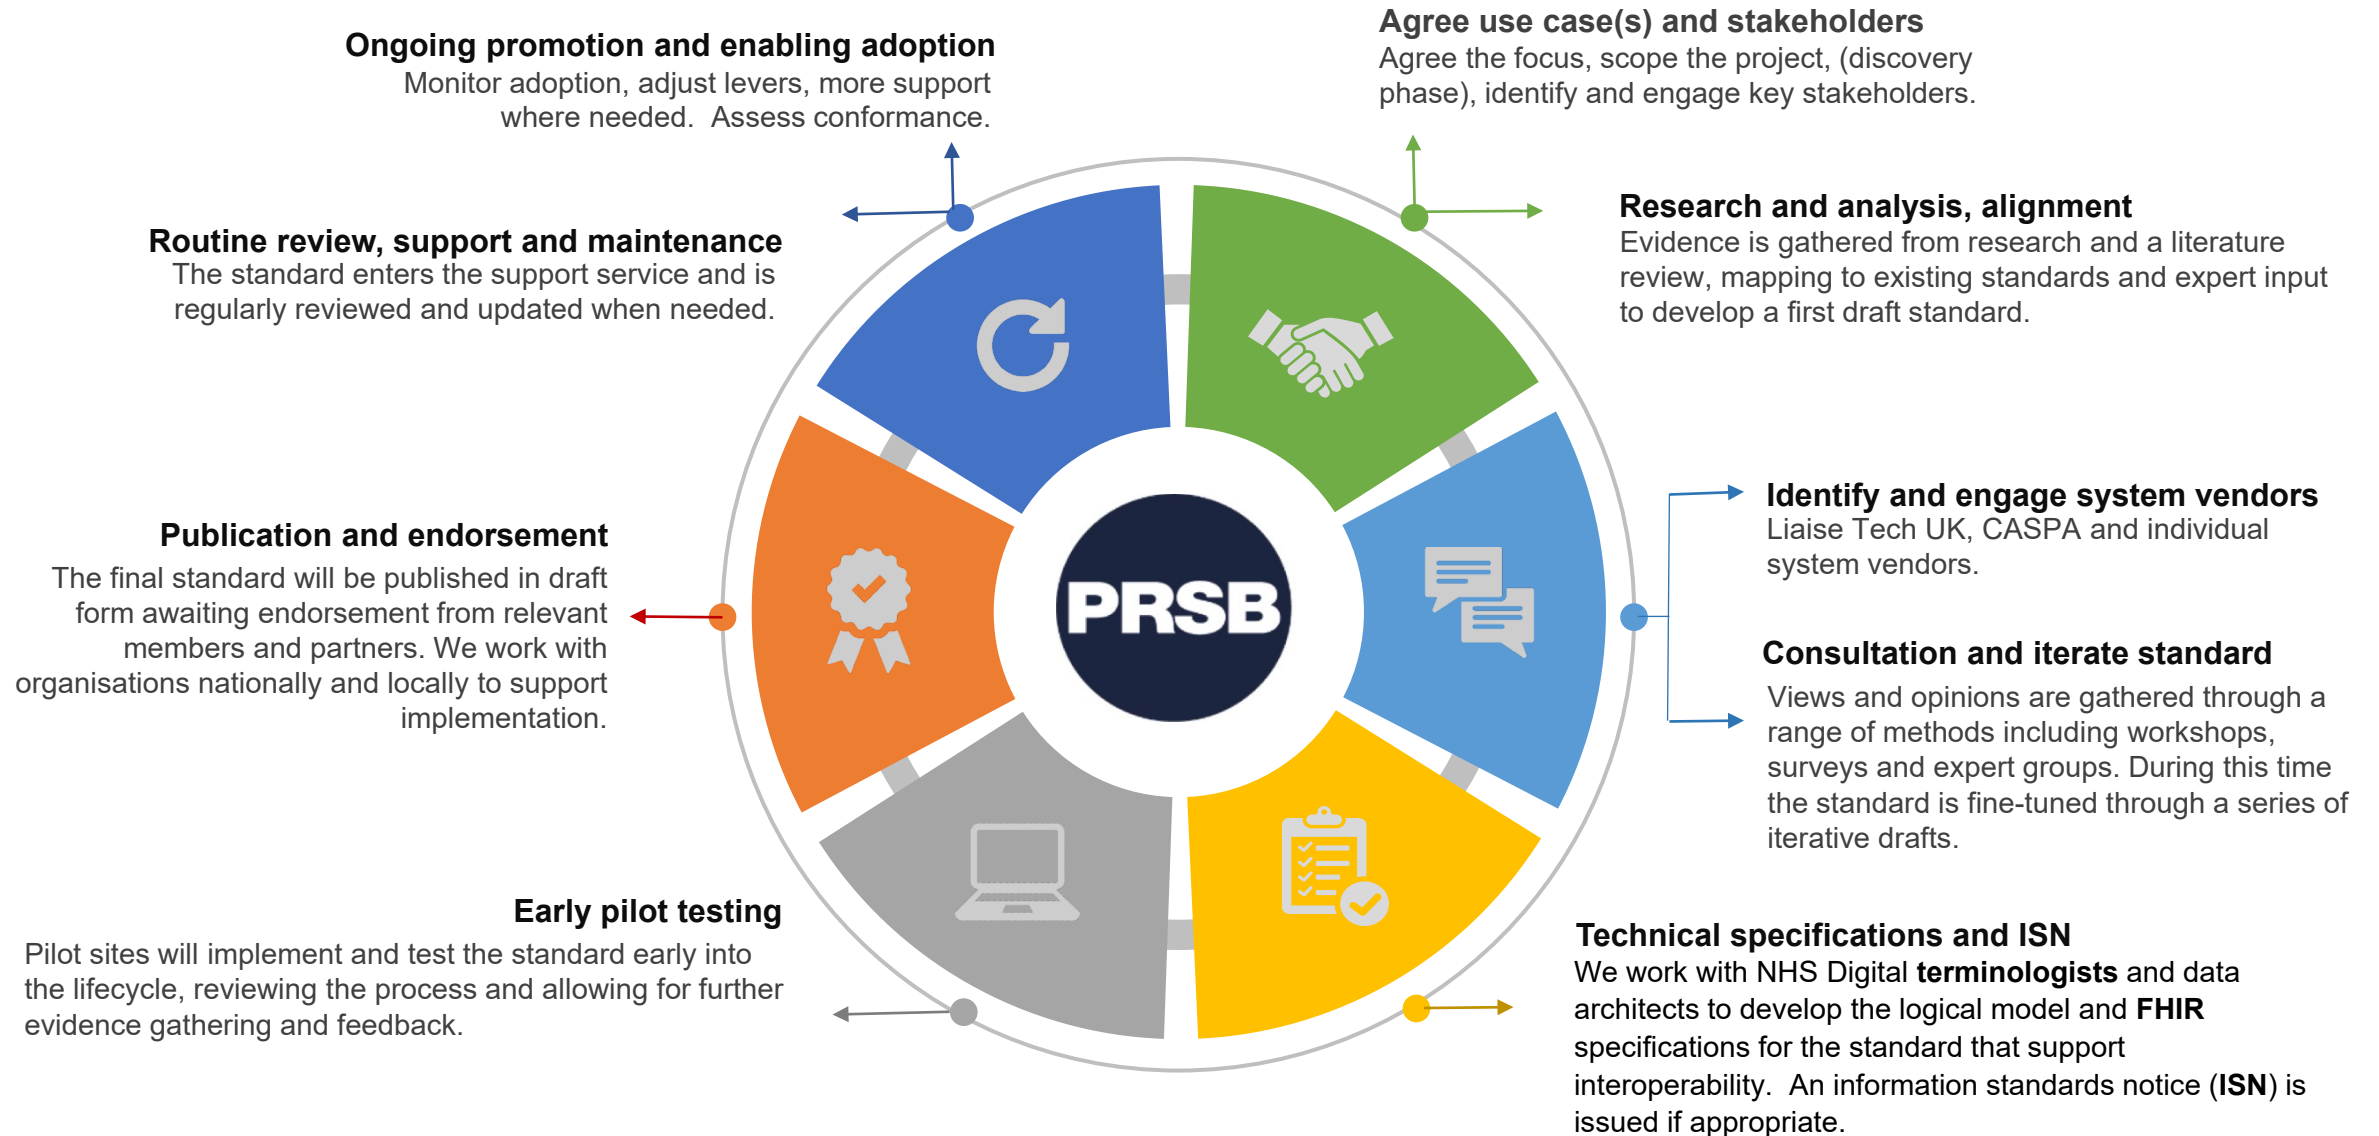 Agree use case(s) and stakeholders
Agree the focus, scope the project, (discovery
phase), identify and engage key stakeholders.
Research and analysis, alignment
Evidence is gathered from research and a literature
review, mapping to existing standards and expert input
to develop a first draft standard.
Identify and engage system vendors
Liaise Tech UK, CASPA and individual
system vendors.
Consultation and iterate standard
Views and opinions are gathered through a
range of methods including workshops,
surveys and expert groups. During this time
the standard is fine-tuned through a series of
iterative drafts.
Technical specifications and ISN
We work with NHS Digital terminologists and data
architects to develop the logical model and FHIR
specifications for the standard that support
interoperability.  An information standards notice (ISN) is
issued if appropriate.
Early pilot testing
Pilot sites will implement and test the standard early into
the lifecycle, reviewing the process and allowing for further
evidence gathering and feedback.
Publication and endorsement
The final standard will be published in draft
form awaiting endorsement from relevant
members and partners. We work with
organisations nationally and locally to support
implementation.
Routine review, support and maintenance
The standard enters the support service and is
regularly reviewed and updated when needed.
Ongoing promotion and enabling adoption
Monitor adoption, adjust levers, more support
where needed.  Assess conformance.
PRSB